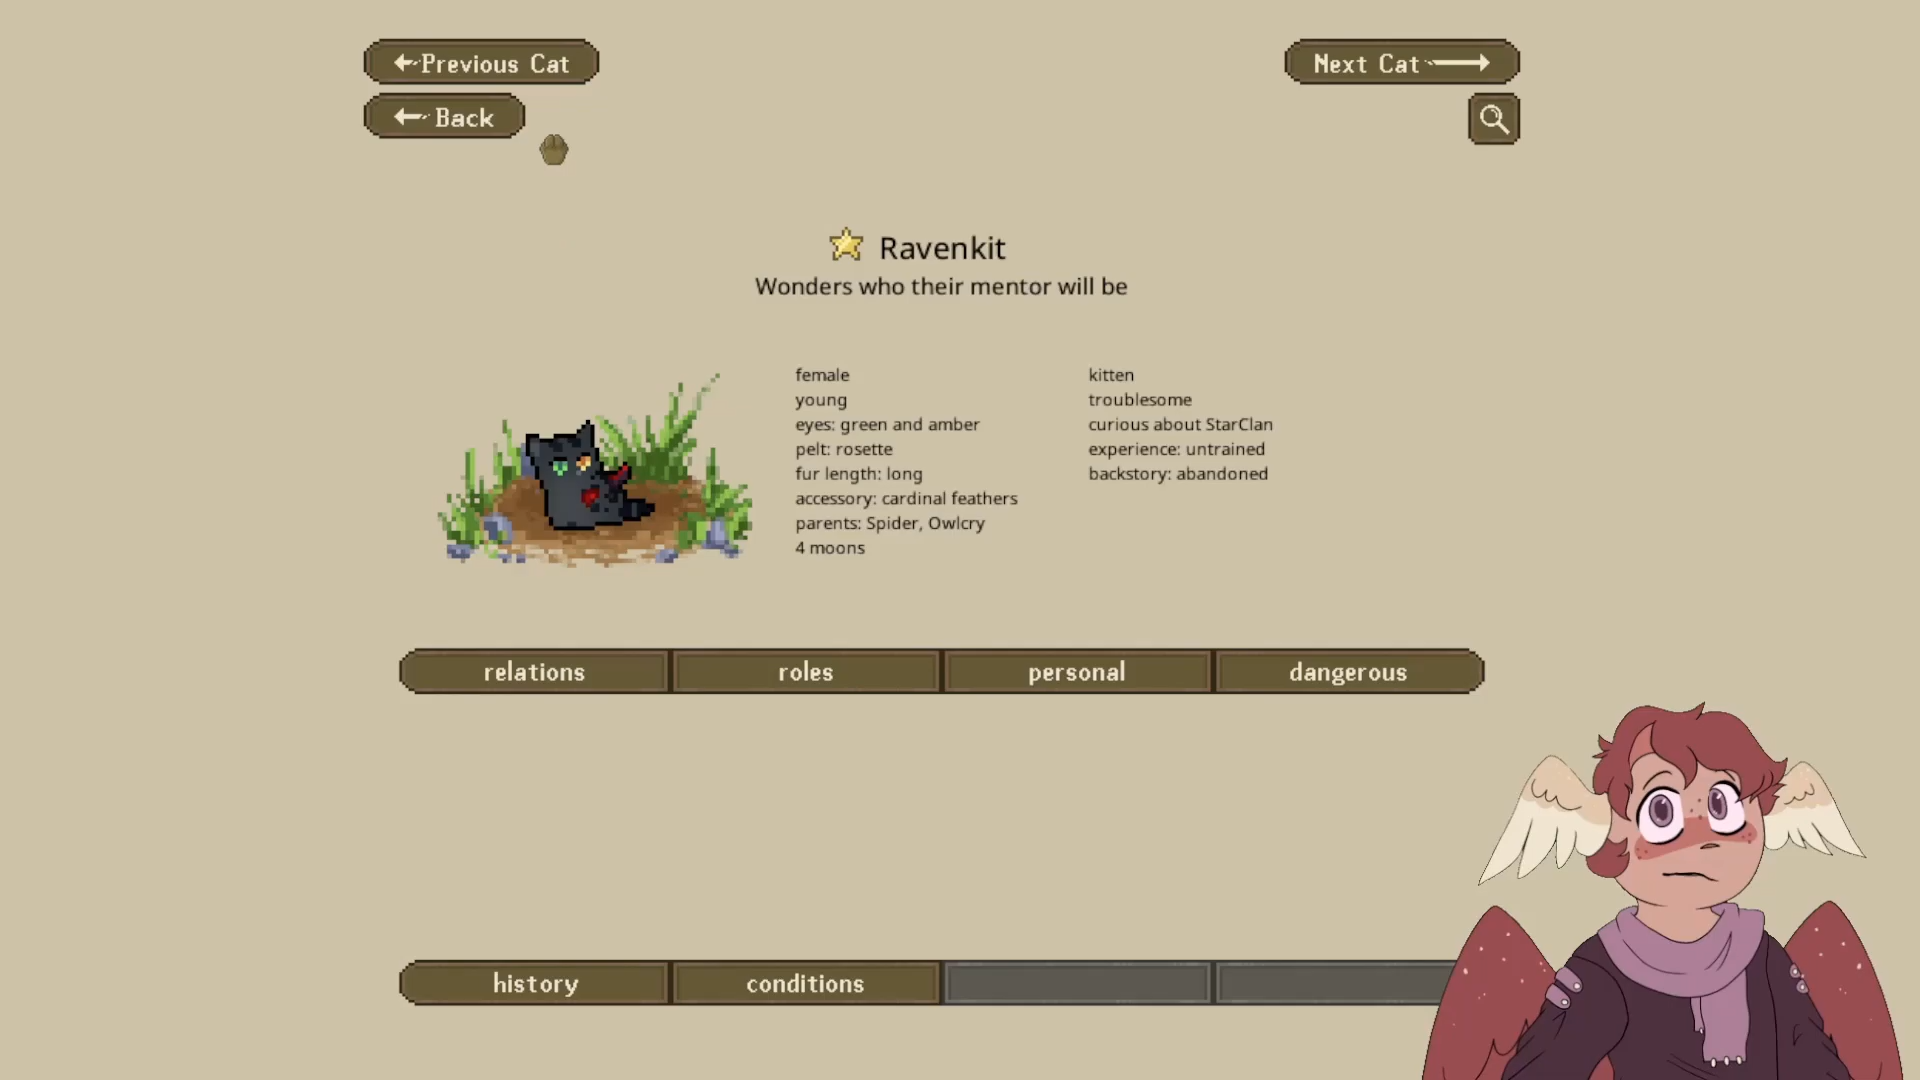 Previous Cat
Next Cat
Back
Ravenkit
Wonders who their mentor will be
female
young
eyes: green and amber
pelt: rosette
fur length: long
accessory: cardinal feathers
parents: Spider, Owlcry
4 moons
kitten
troublesome
curious about StarClan
experience: untrained
backstory: abandoned
relations
roles
personal
dangerous
history
conditions